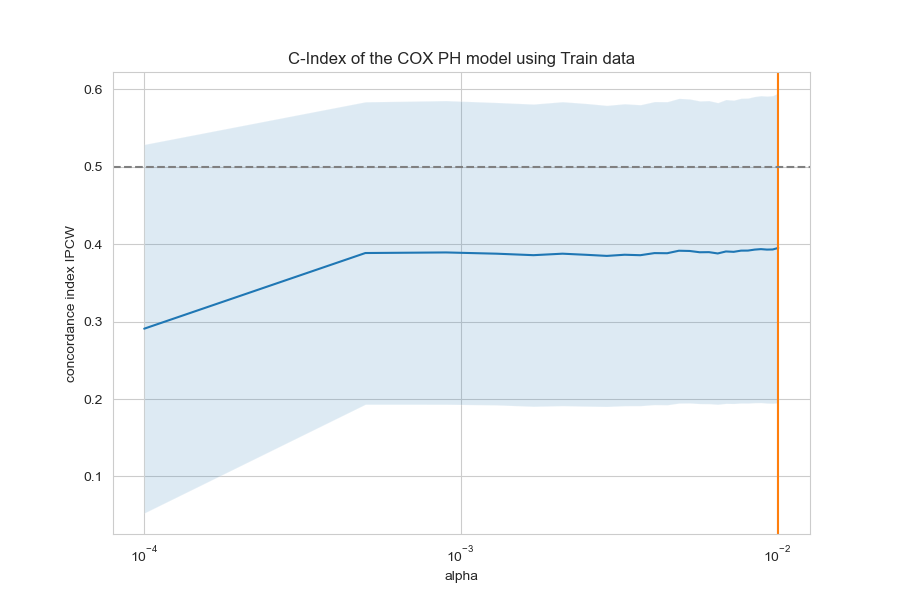 C-Index of the COX PH model using Train data
concordance index IPCW
0.6
0.5
0.4
0.3
0.2
0.1
10⁻⁴ 10⁻³ 10⁻²
alpha